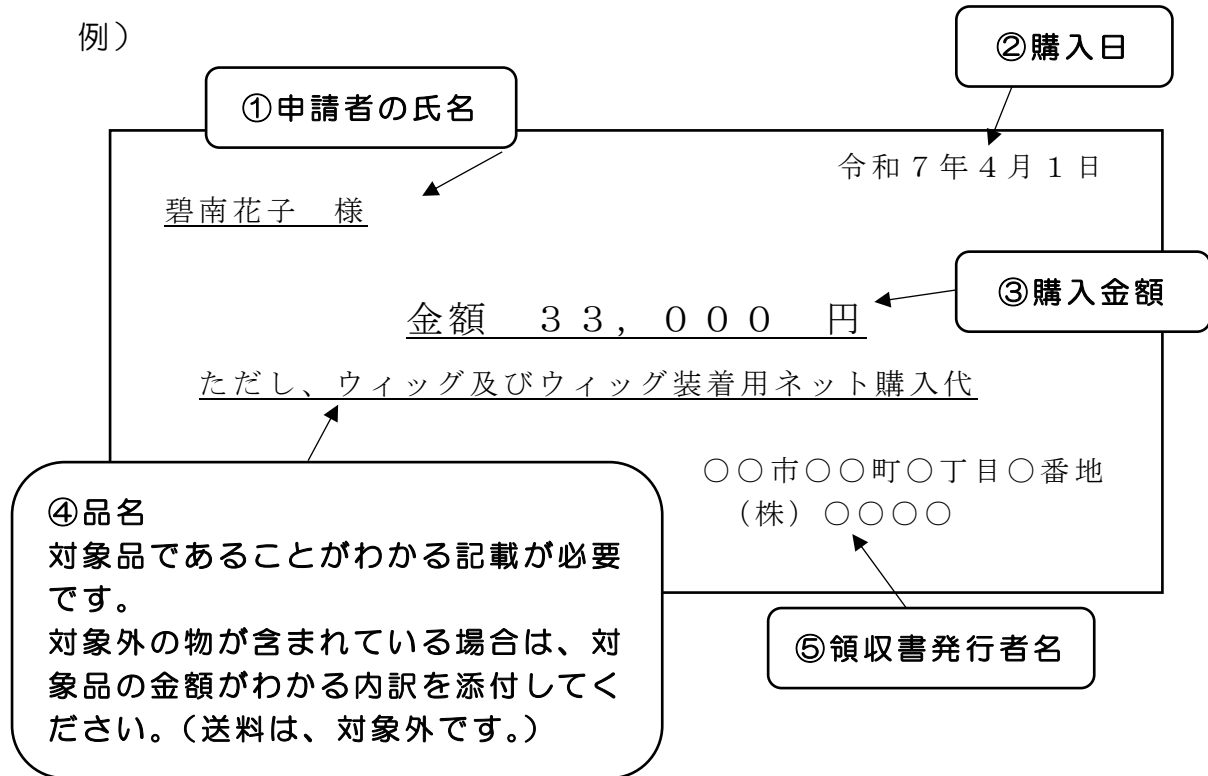 例）
②購入日
①申請者の氏名
令和７年４月１日
碧南花子　様
③購入金額
金額　３３，０００　円
ただし、ウィッグ及びウィッグ装着用ネット購入代
○○市○○町○丁目○番地
（株）○○○○
④品名
対象品であることがわかる記載が必要
です。
対象外の物が含まれている場合は、対
象品の金額がわかる内訳を添付してく
ださい。（送料は、対象外です。）
⑤領収書発行者名